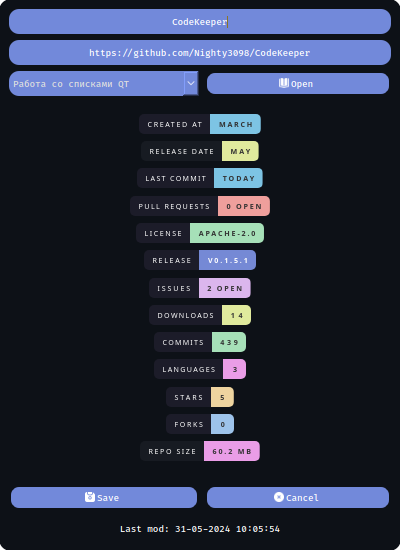 CodeKeeper
https://github.com/Nighty3098/CodeKeeper
Работа со списками QT
Open
CREATED AT MARCH
RELEASE DATE MAY
LAST COMMIT TODAY
PULL REQUESTS 0 OPEN
LICENSE APACHE-2.0
RELEASE V0.1.5.1
ISSUES 2 OPEN
DOWNLOADS 14
COMMITS 439
LANGUAGES 3
STARS 5
FORKS 0
REPO SIZE 60.2 MB
Save
Cancel
Last mod: 31-05-2024 10:05:54